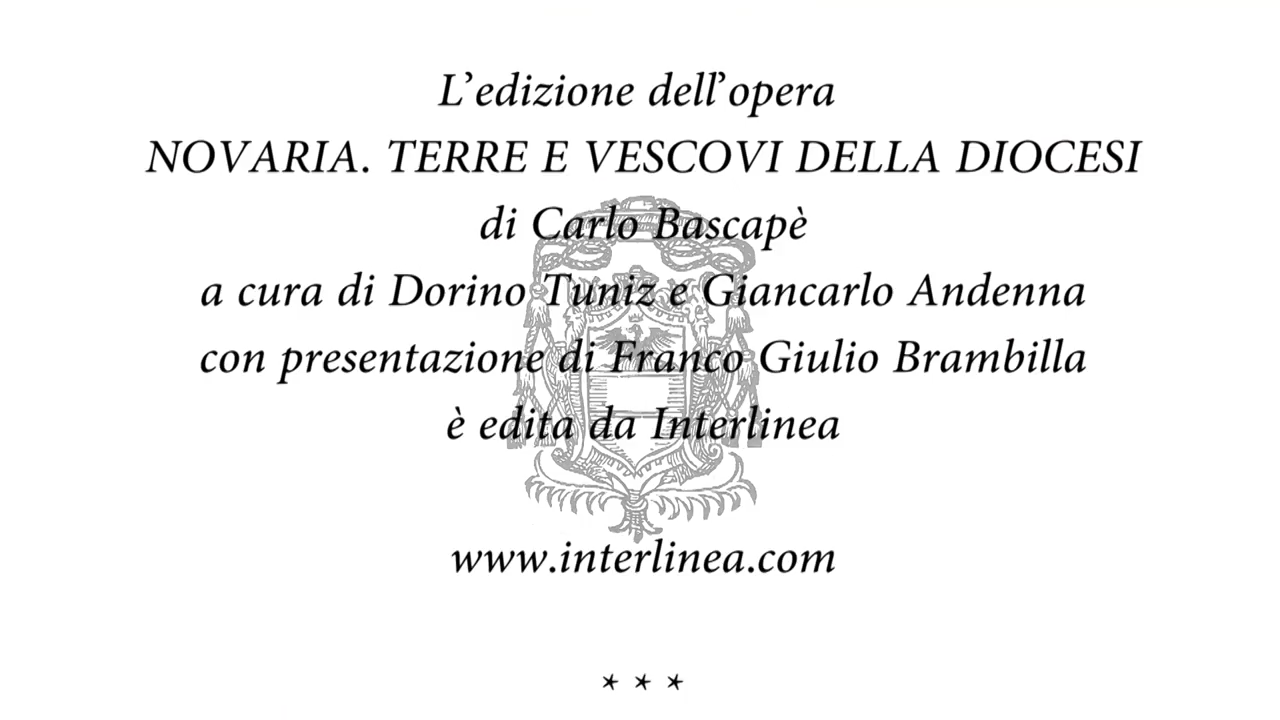 L’edizione dell’opera
NOVARIA. TERRE E VESCOVI DELLA DIOCESI
di Carlo Bascapè
a cura di Dorino Tuniz e Giancarlo Andenna
con presentazione di Franco Giulio Brambilla
è edita da Interlinea
www.interlinea.com
* * *